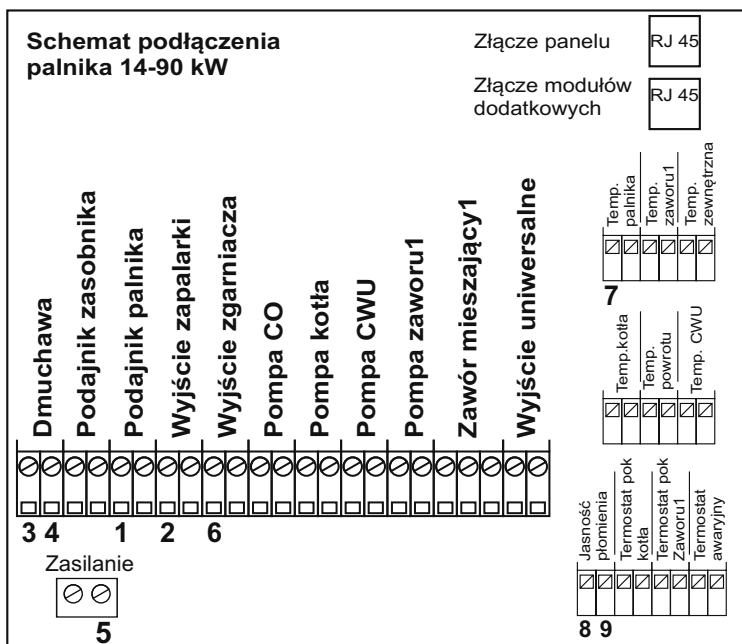 Schemat podłączenia
palnika 14-90 kW
Złącze panelu
RJ 45
Złącze modułów
dodatkowych
RJ 45
Dmuchawa
Podajnik zasobnika
Podajnik palnika
Wyjście zapalarki
Wyjście zgarniacza
Pompa CO
Pompa kotła
Pompa CWU
Pompa zaworu1
Zawór mieszający1
Wyjście uniwersalne
3 4 1 2 6
Zasilanie
5
Temp.
palnika
Temp.
zaworu1
Temp.
zewnętrzna
7
Temp.kotła
Temp.
powrotu
Temp. CWU
Jasność
płomienia
Termostat pok
kotła
Termostat pok
Zaworu1
Termostat
awaryjny
8 9